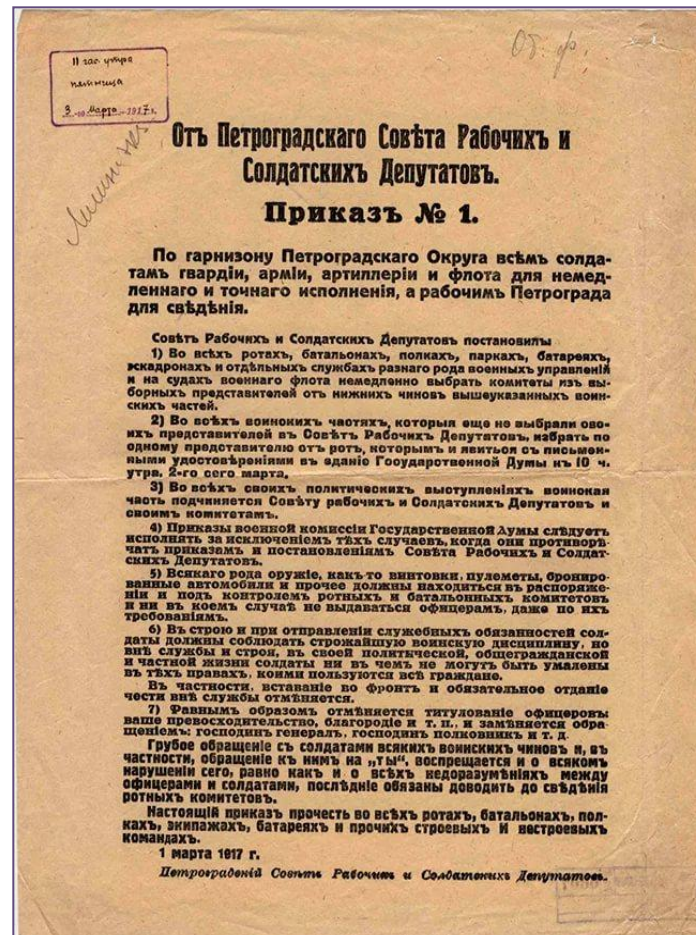 11 час. утра
пятница
3 го Марта 1917 г.
Отъ Петроградскаго Совѣта Рабочихъ и
Солдатскихъ Депутатовъ.
Приказъ № 1.
По гарнизону Петроградскаго Округа всѣмъ солда-
тамъ гвардіи, арміи, артиллеріи и флота для немед-
леннаго и точнаго исполненія, а рабочимъ Петрограда
для свѣдѣнія.
Совѣтъ Рабочихъ и Солдатскихъ Депутатовъ постановилъ
1) Во всѣхъ ротахъ, батальонахъ, полкахъ, паркахъ, батареяхъ,
эскадронахъ и отдѣльныхъ службахъ разнаго рода военныхъ управленій
и на судахъ военнаго флота немедленно выбрать комитеты изъ вы-
борныхъ представителей отъ нижнихъ чиновъ вышеуказанныхъ воин-
скихъ частей.
2) Во всѣхъ воинскихъ частяхъ, которыя еще не выбрали сво-
ихъ представителей въ Совѣтъ Рабочихъ Депутатовъ, избрать по
одному представителю отъ ротъ, которымъ и явиться съ письмен-
ными удостовѣреніями въ зданіе Государственной Думы къ 10 ч.
утра, 2-го сего марта.
3) Во всѣхъ своихъ политическихъ выступленіяхъ воинская
часть подчиняется Совѣту рабочихъ и Солдатскихъ Депутатовъ и
своимъ комитетамъ.
4) Приказы военной комиссіи Государственной Думы слѣдуетъ
исполнять за исключеніемъ тѣхъ случаевъ, когда они противорѣ-
чатъ приказамъ и постановленіямъ Совѣта Рабочихъ и Солдат-
скихъ Депутатовъ.
5) Всякаго рода оружіе, какъ-то винтовки, пулеметы, брониро-
ванные автомобили и прочее должны находиться въ распоряже-
ніи и подъ контролемъ ротныхъ и батальонныхъ комитетовъ
и ни въ коемъ случаѣ не выдаваться офицерамъ, даже по ихъ
требованіямъ.
6) Въ строю и при отправленіи служебныхъ обязанностей сол-
даты должны соблюдать строжайшую воинскую дисциплину, но
внѣ службы и строя, въ своей политической, общегражданской
и частной жизни солдаты ни въ чемъ не могутъ быть умалены
въ тѣхъ правахъ, коими пользуются всѣ граждане.
Въ частности, вставаніе во фронтъ и обязательное отданіе
чести внѣ службы отмѣняется.
7) Равнымъ образомъ отмѣняется титулованіе офицеровъ
ваше превосходительство, благородіе и т. п. и замѣняется обра-
щеніемъ: господинъ генералъ, господинъ полковникъ и т. д.
Грубое обращеніе съ солдатами всякихъ воинскихъ чиновъ и, въ
частности, обращеніе къ нимъ на „ты“, воспрещается и о всякомъ
нарушеніи сего, равно какъ и о всѣхъ недоразумѣніяхъ между
офицерами и солдатами, послѣдніе обязаны доводить до свѣдѣнія
ротныхъ комитетовъ.
Настоящій приказъ прочесть во всѣхъ ротахъ, батальонахъ, пол-
кахъ, экипажахъ, батареяхъ и прочихъ строевыхъ и нестроевыхъ
командахъ.
1 марта 1917 г.
Петроградскій Совѣтъ Рабочихъ и Солдатскихъ Депутатовъ.